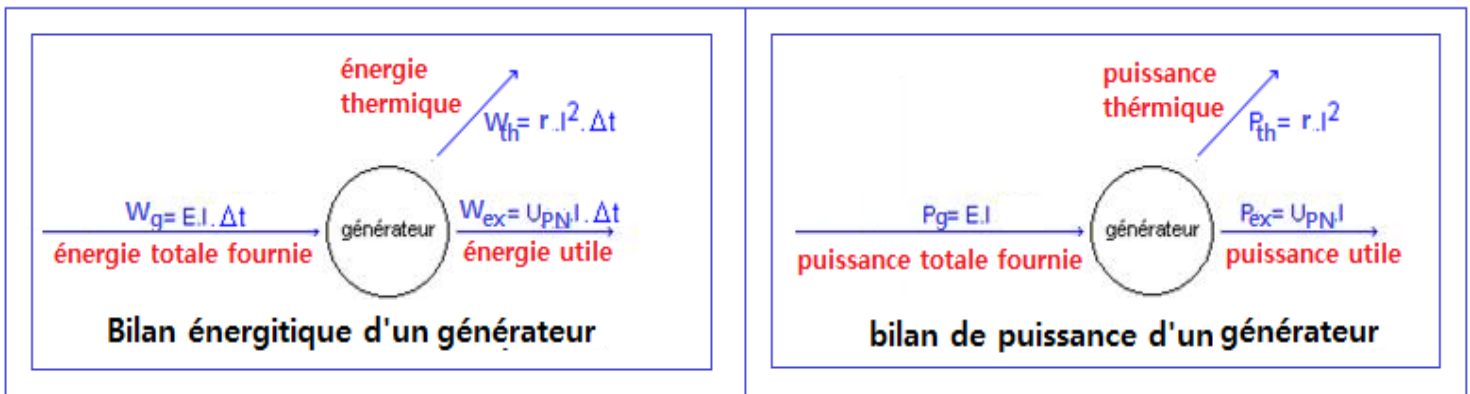 énergie
thermique
Wth= r..I². Δt
Wg= E.I. Δt
générateur
Wex= UPN.I. Δt
énergie totale fournie
énergie utile
Bilan énergitique d'un générateur
puissance
thérmique
Pth= r..I²
Pg= E.I
générateur
Pex= UPN.I
puissance totale fournie
puissance utile
bilan de puissance d'un générateur